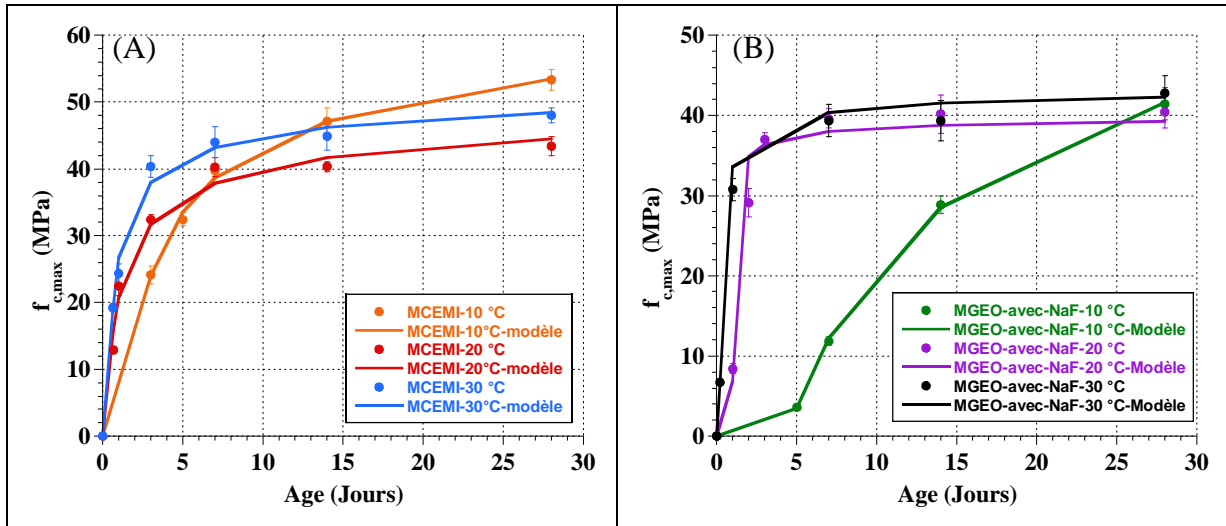 (A)
60
50
40
30
20
10
0
f c,max (MPa)
0 5 10 15 20 25 30
Age (Jours)
MCEMI-10 °C
MCEMI-10°C-modèle
MCEMI-20 °C
MCEMI-20°C-modèle
MCEMI-30 °C
MCEMI-30°C-modèle
(B)
50
40
30
20
10
0
f c,max (MPa)
0 5 10 15 20 25 30
Age (Jours)
MGEO-avec-NaF-10 °C
MGEO-avec-NaF-10 °C-Modèle
MGEO-avec-NaF-20 °C
MGEO-avec-NaF-20 °C-Modèle
MGEO-avec-NaF-30 °C
MGEO-avec-NaF-30 °C-Modèle